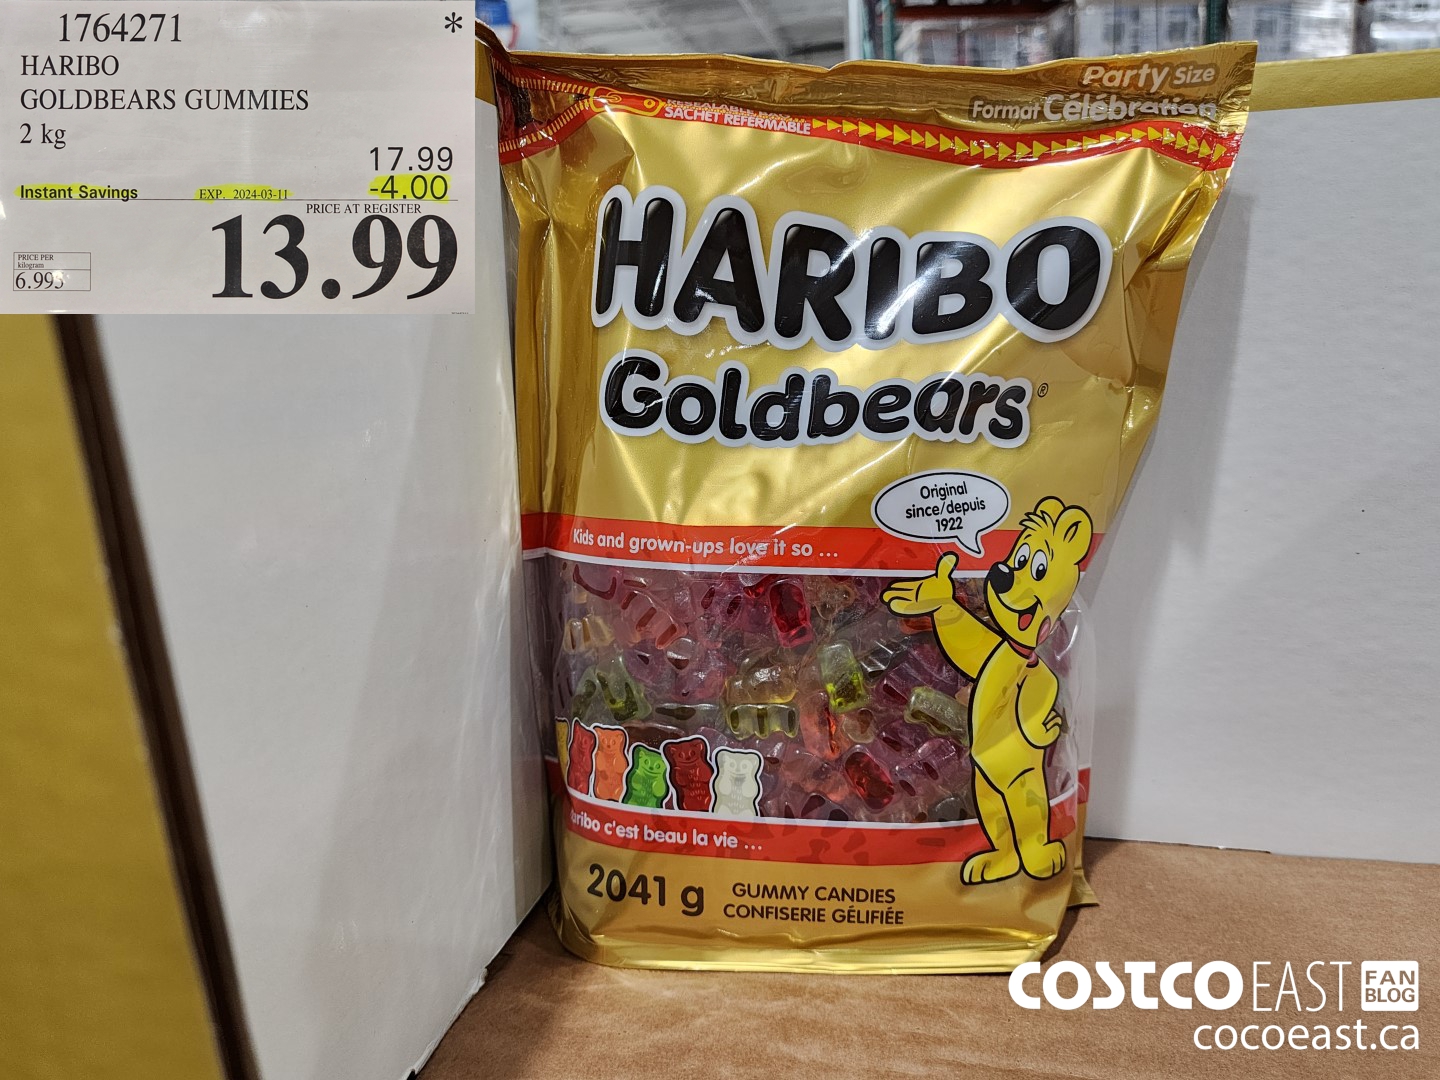 1764271 *
HARIBO
GOLDBEARS GUMMIES
2 kg
17.99
Instant Savings EXP. 2024-03-11 -4.00
PRICE AT REGISTER
13.99
PRICE PER
kilogram
6.995
Party Size
Format Célébration
SACHET REFERMABLE
HARIBO
Goldbears®
Original
since/depuis
1922
Kids and grown-ups love it so ...
c'est beau la vie ...
2041 g
GUMMY CANDIES
CONFISERIE GÉLIFIÉE
COSTCO EAST FAN BLOG
cocoeast.ca